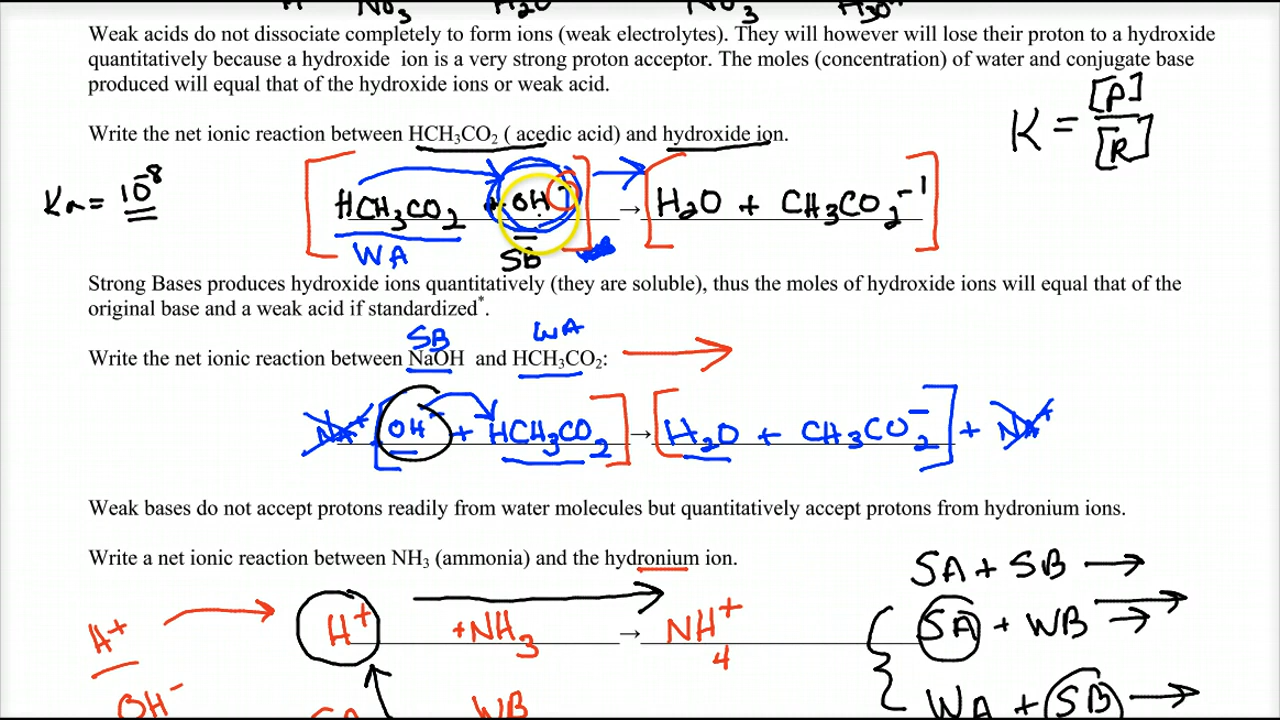 NO3 H2O NO3 H3O+
Weak acids do not dissociate completely to form ions (weak electrolytes). They will however will lose their proton to a hydroxide
quantitatively because a hydroxide ion is a very strong proton acceptor. The moles (concentration) of water and conjugate base
produced will equal that of the hydroxide ions or weak acid.
K = [P]/[R]
Write the net ionic reaction between HCH₃CO₂ ( acedic acid) and hydroxide ion.
Ka = 10⁻⁸
[HCH₃CO₂ + OH⁻] → [H₂O + CH₃CO₂⁻¹]
WA SB
Strong Bases produces hydroxide ions quantitatively (they are soluble), thus the moles of hydroxide ions will equal that of the
original base and a weak acid if standardized*.
SB WA
Write the net ionic reaction between NaOH and HCH₃CO₂:
Na⁺ [OH⁻ + HCH₃CO₂] → [H₂O + CH₃CO₂⁻] + Na⁺
Weak bases do not accept protons readily from water molecules but quantitatively accept protons from hydronium ions.
Write a net ionic reaction between NH₃ (ammonia) and the hydronium ion.
SA + SB →
H⁺ H⁺ + NH₃ → NH₄⁺
SA + WB →
OH⁻ SA WB
WA + SB →